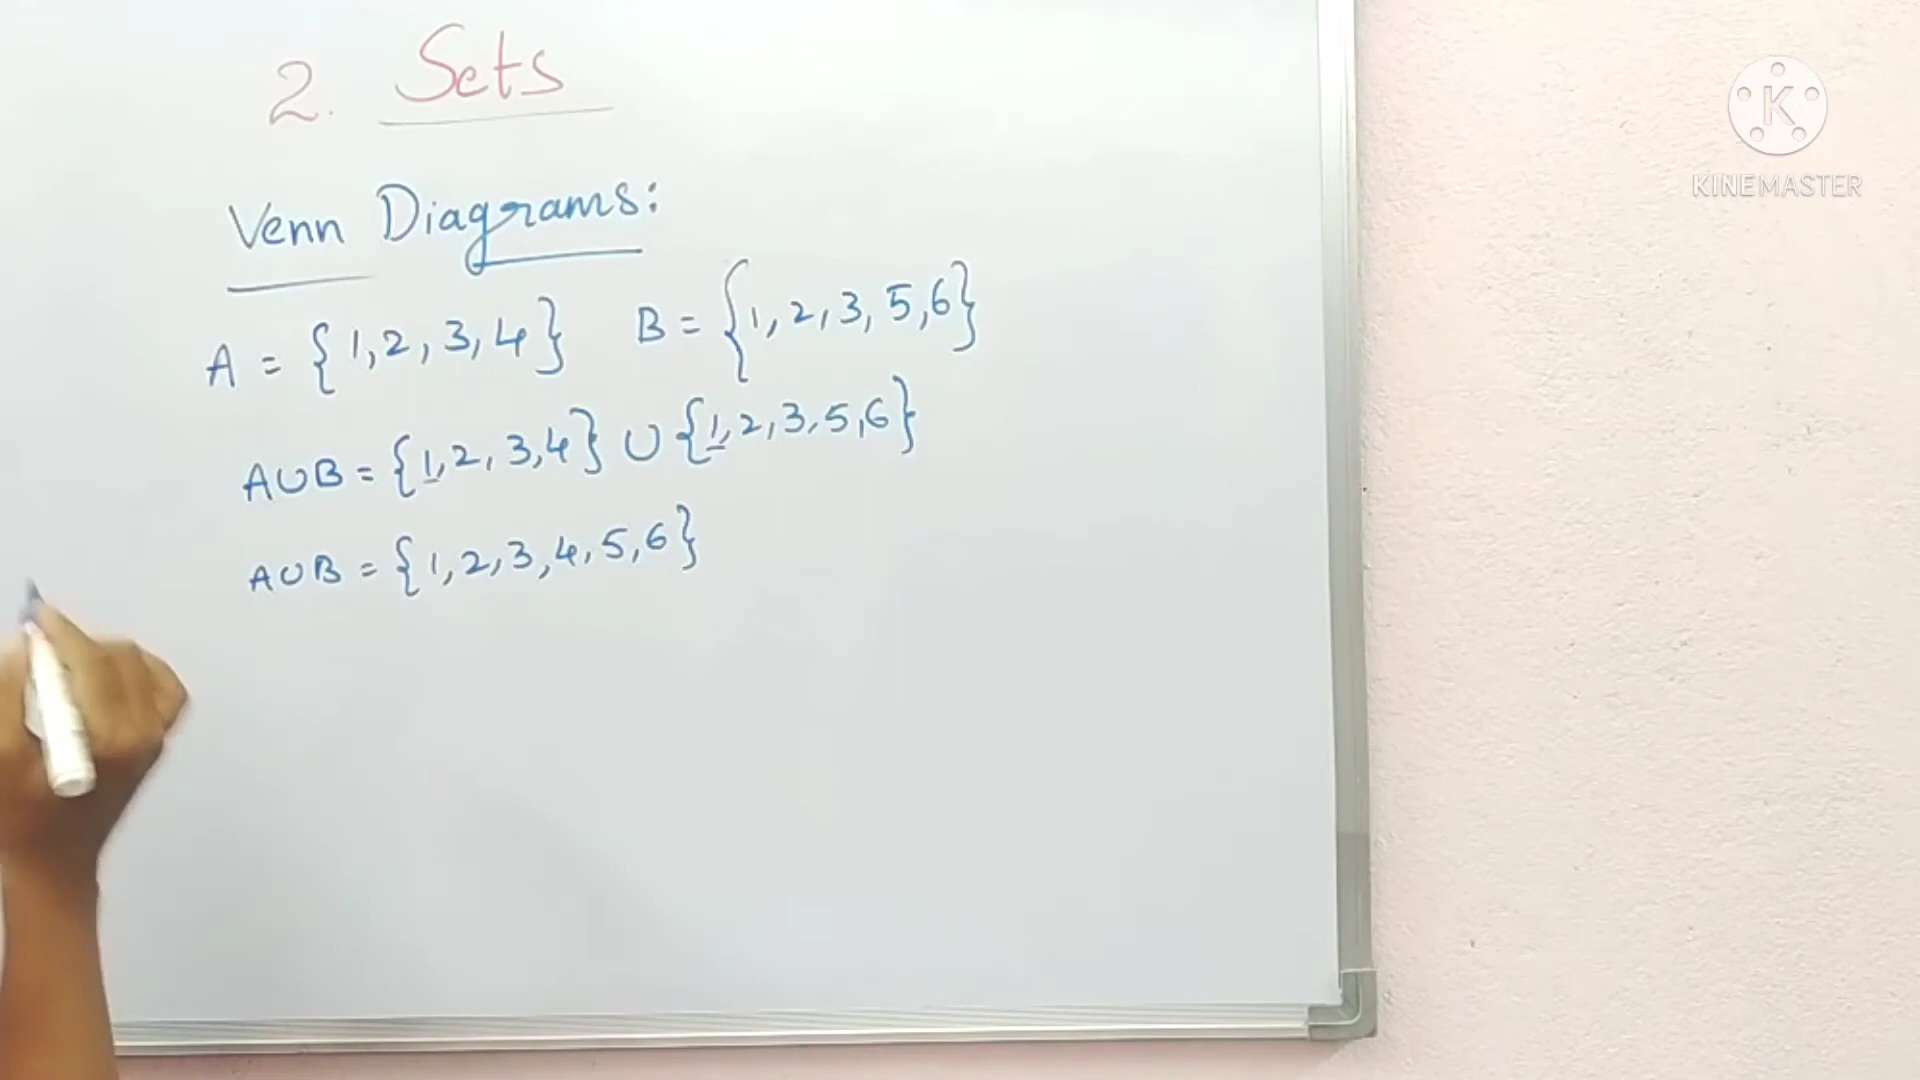 2. Sets
Venn Diagrams:
A = {1,2,3,4} B = {1,2,3,5,6}
A∪B = {1,2,3,4} ∪ {1,2,3,5,6}
A∪B = {1,2,3,4,5,6}
K
KINEMASTER